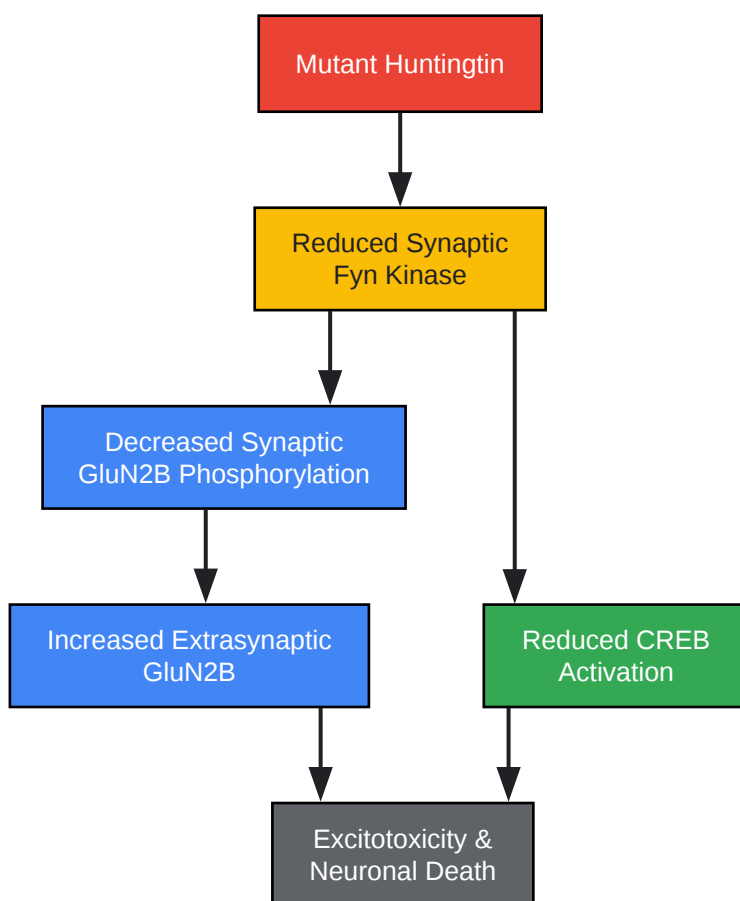 Mutant Huntingtin
Reduced Synaptic
Fyn Kinase
Decreased Synaptic
GluN2B Phosphorylation
Increased Extrasynaptic
GluN2B
Reduced CREB
Activation
Excitotoxicity &
Neuronal Death